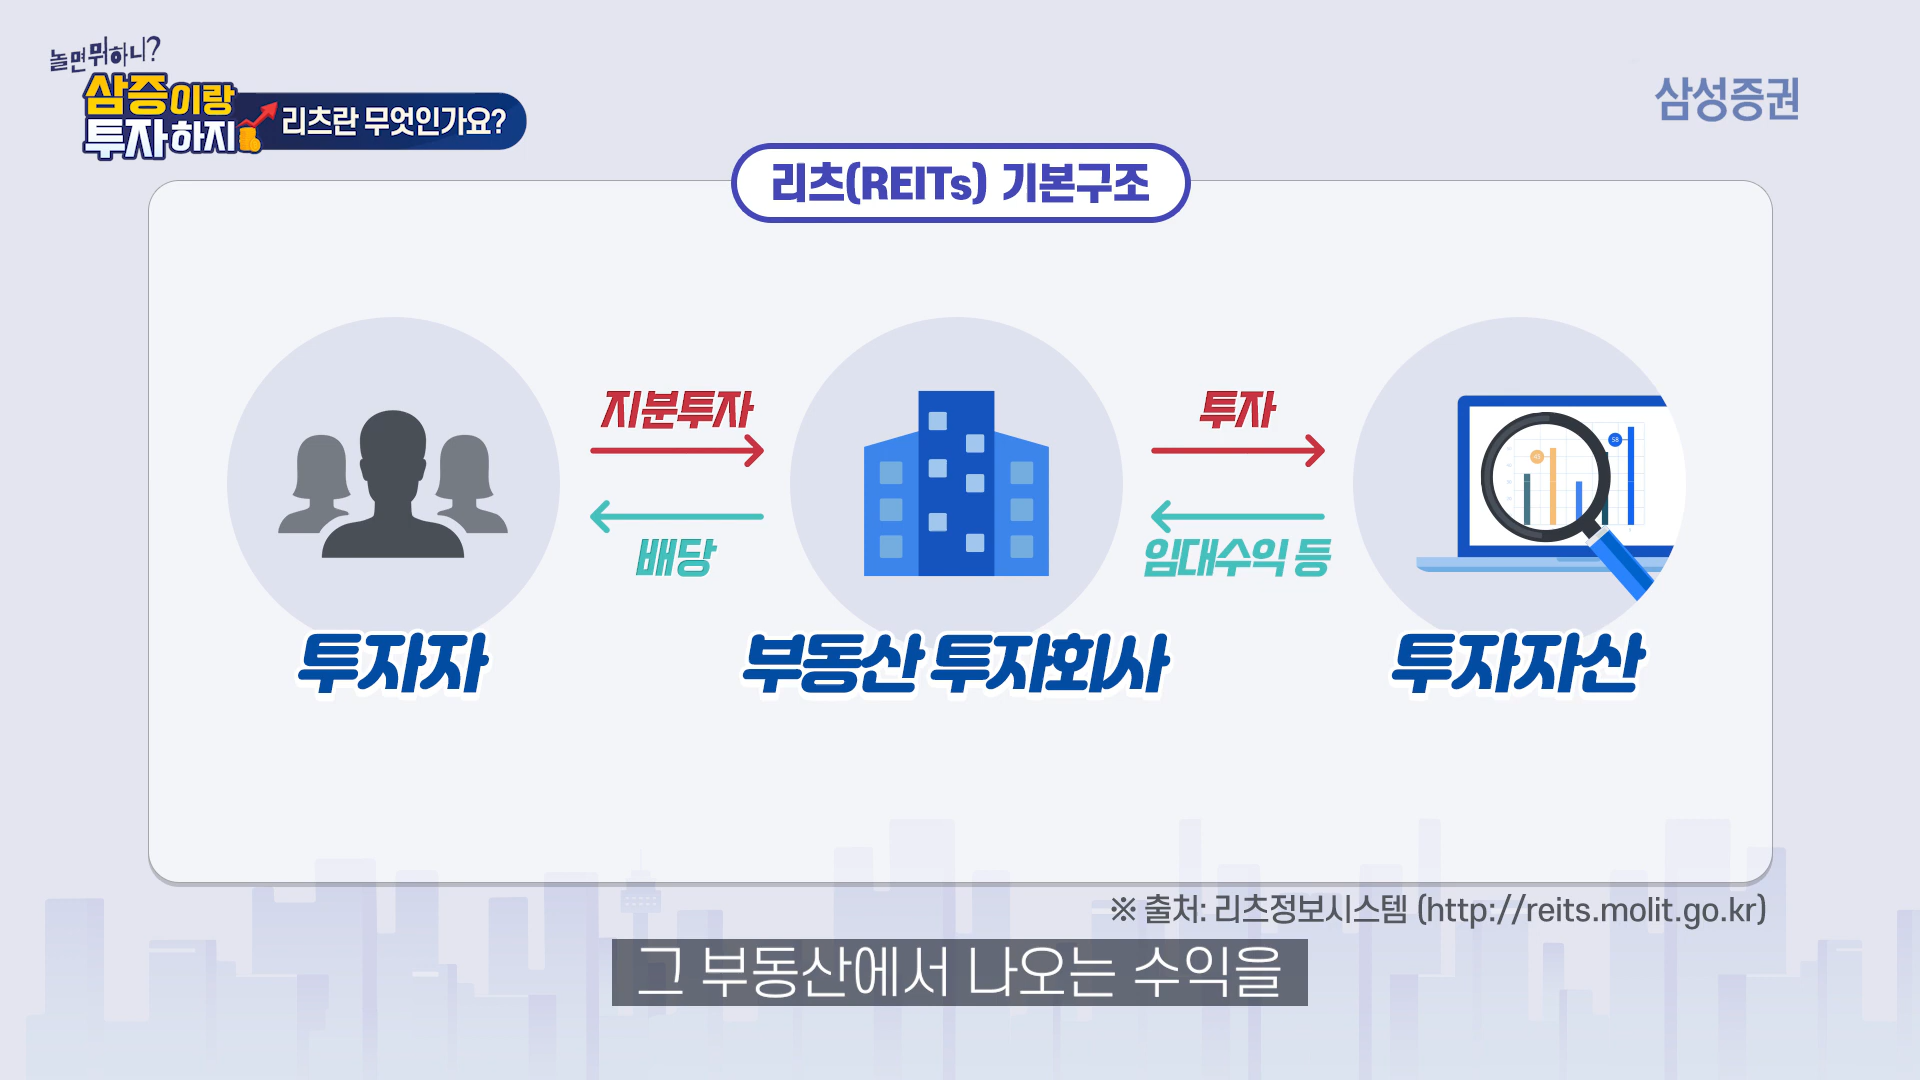 놀면뭐하니?
삼증이랑
투자하지
리츠란 무엇인가요?
삼성증권
리츠(REITs) 기본구조
지분투자
투자
배당
임대수익 등
투자자
부동산 투자회사
투자자산
※ 출처: 리츠정보시스템 (http://reits.molit.go.kr)
그 부동산에서 나오는 수익을